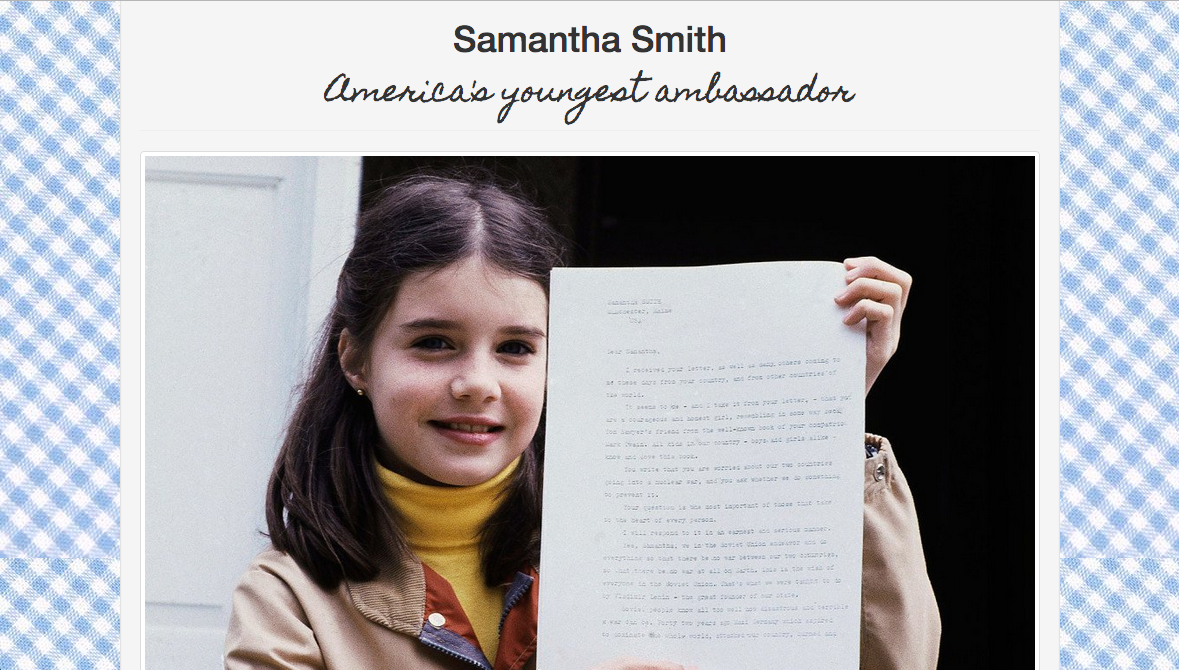 Samantha Smith
America's youngest ambassador
Samantha SMITH
Manchester, Maine
USA
Dear Samantha,
I received your letter, as well as many others coming to
me these days from your country, and from other countries of
the world.
It seems to me - and I take it from your letter, - that you
are a courageous and honest girl, resembling in some way Becky,
Tom Sawyer's friend from the well-known book of your compatriot
Mark Twain. All kids in our country - boys and girls alike -
know and love this book.
You write that you are worried about our two countries
going into a nuclear war, and you ask whether we do something
to prevent it.
Your question is the most important of those that take
to the heart of every person.
I will respond to it in an earnest and serious manner.
Yes, Samantha, we in the Soviet Union endeavor and do
everything so that there be no war between our two countries,
so that there be no war at all on earth. This is the wish of
everyone in the Soviet Union. That's what we were taught to do
by Vladimir Lenin - the great founder of our state.
Soviet people know all too well how disastrous and terrible
a war can be. Forty two years ago Nazi Germany which aspired
to dominate the whole world, attacked our country, burned and